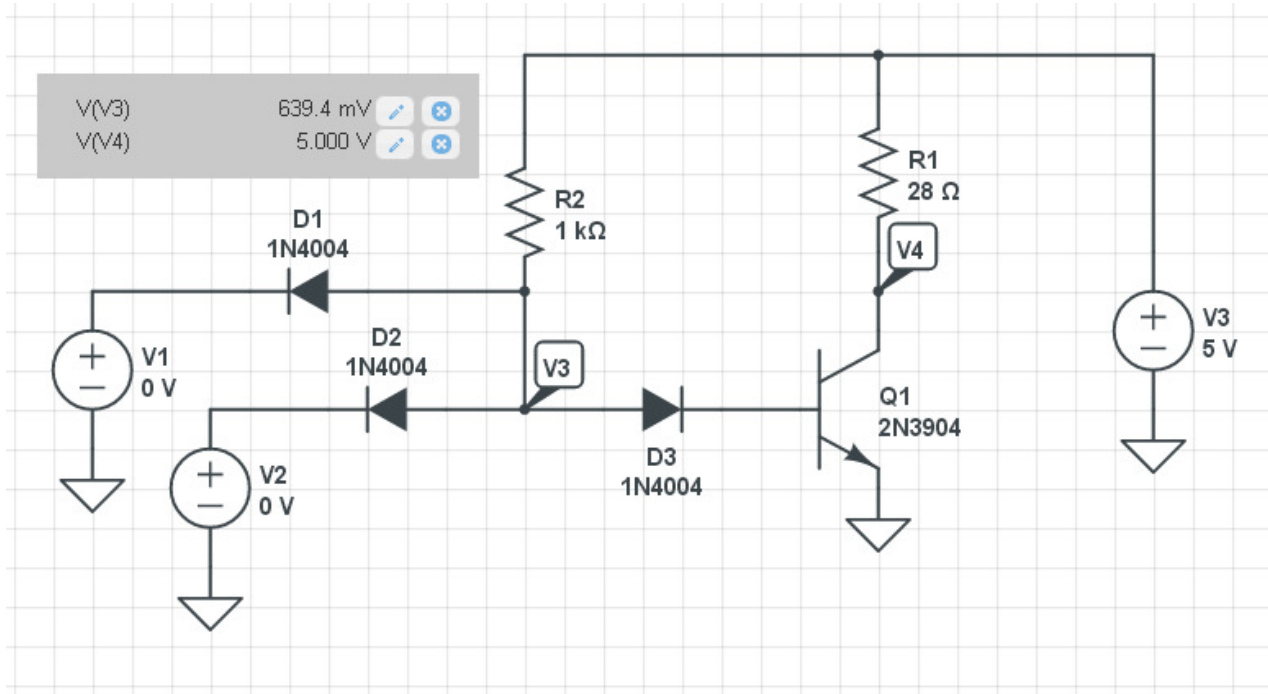 V(V3) 639.4 mV
V(V4) 5.000 V
R1
28 Ω
R2
1 kΩ
D1
1N4004
V4
V3
5 V
D2
1N4004
V1
0 V
V3
Q1
2N3904
D3
1N4004
V2
0 V